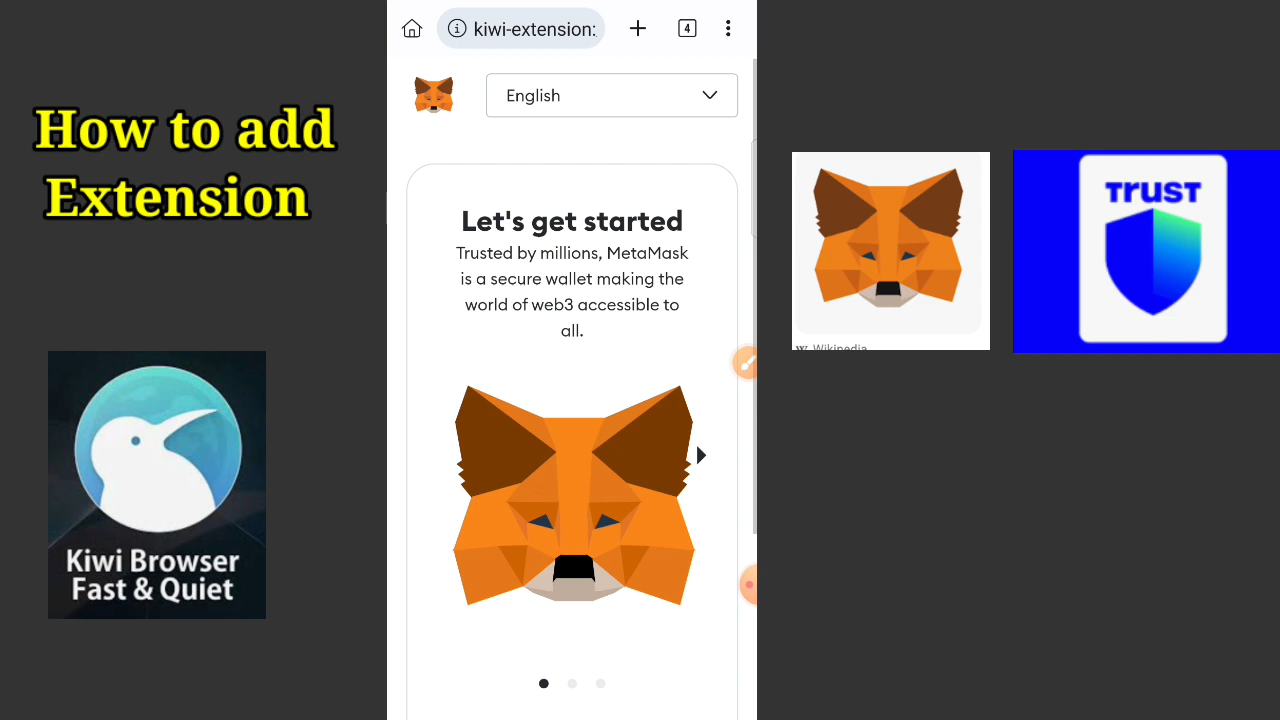 How to add
Extension
Kiwi Browser
Fast & Quiet
kiwi-extension:
4
English
Let's get started
Trusted by millions, MetaMask
is a secure wallet making the
world of web3 accessible to
all.
W Wikipedia
TRUST